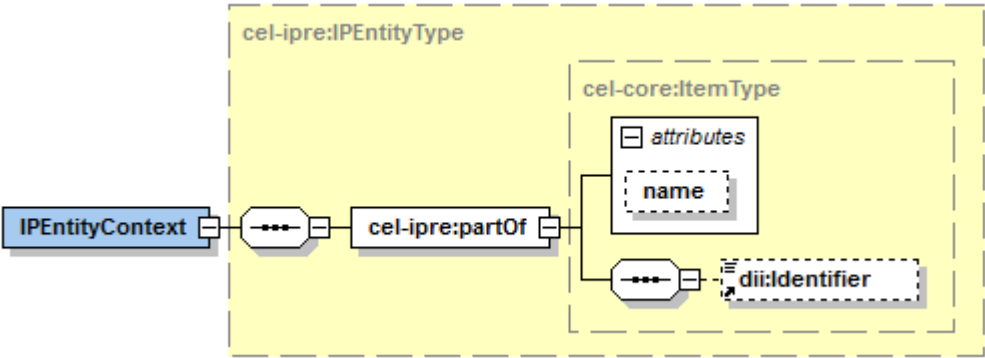 cel-ipre:IPEntityType
cel-core:ItemType
attributes
name
IPEntityContext
cel-ipre:partOf
dii:Identifier